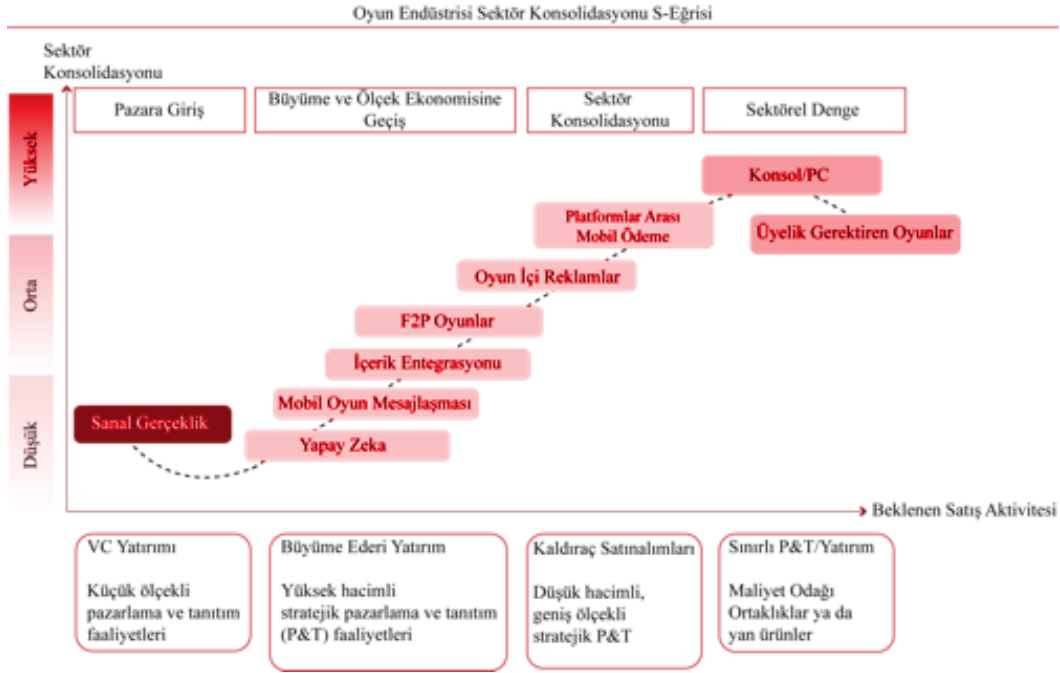 Oyun Endüstrisi Sektör Konsolidasyonu S-Eğrisi
Sektör
Konsolidasyonu
Pazara Giriş
Büyüme ve Ölçek Ekonomisine
Geçiş
Sektör
Konsolidasyonu
Sektörel Denge
Yüksek
Orta
Düşük
Konsol/PC
Üyelik Gerektiren Oyunlar
Platformlar Arası
Mobil Ödeme
Oyun İçi Reklamlar
F2P Oyunlar
İçerik Entegrasyonu
Mobil Oyun Mesajlaşması
Sanal Gerçeklik
Yapay Zeka
Beklenen Satış Aktivitesi
VC Yatırımı
Küçük ölçekli
pazarlama ve tanıtım
faaliyetleri
Büyüme Ederi Yatırım
Yüksek hacimli
stratejik pazarlama ve tanıtım
(P&T) faaliyetleri
Kaldıraç Satınalımları
Düşük hacimli,
geniş ölçekli
stratejik P&T
Sınırlı P&T/Yatırım
Maliyet Odağı
Ortaklıklar ya da
yan ürünler